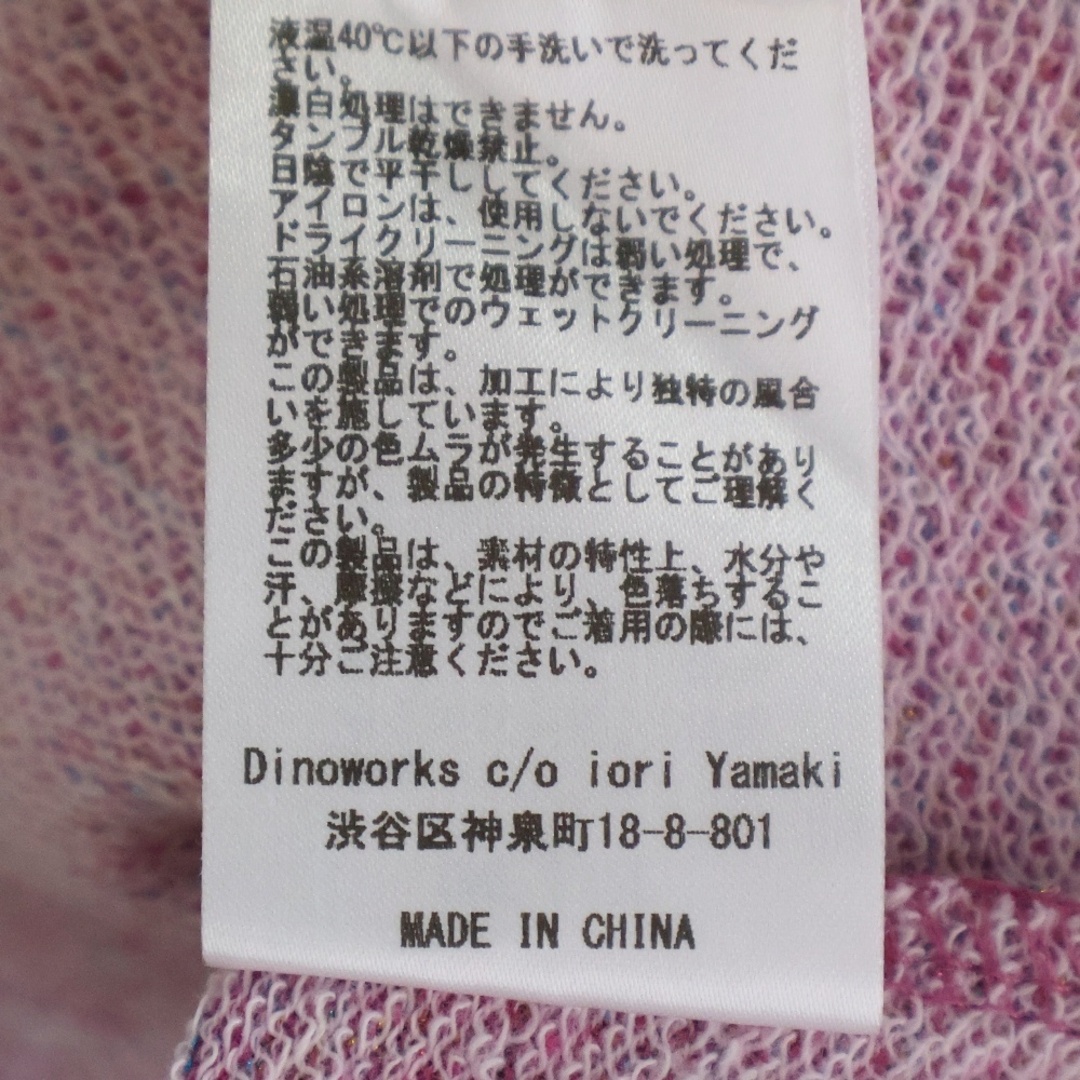 液温40℃以下の手洗いで洗ってくだ
さい。
漂白処理はできません。
タンブル乾燥禁止。
日陰で平干ししてください。
アイロンは、使用しないでください。
ドライクリーニングは弱い処理で、
石油系溶剤で処理ができます。
弱い処理でのウェットクリーニング
ができます。
この製品は、加工により独特の風合
いを施しています。
多少の色ムラが発生することがあり
ますが、製品の特徴としてご理解く
ださい。
この製品は、素材の特性上、水分や
汗、摩擦などにより、色落ちするこ
とがありますのでご着用の際には、
十分ご注意ください。
Dinoworks c/o iori Yamaki
渋谷区神泉町18-8-801
MADE IN CHINA